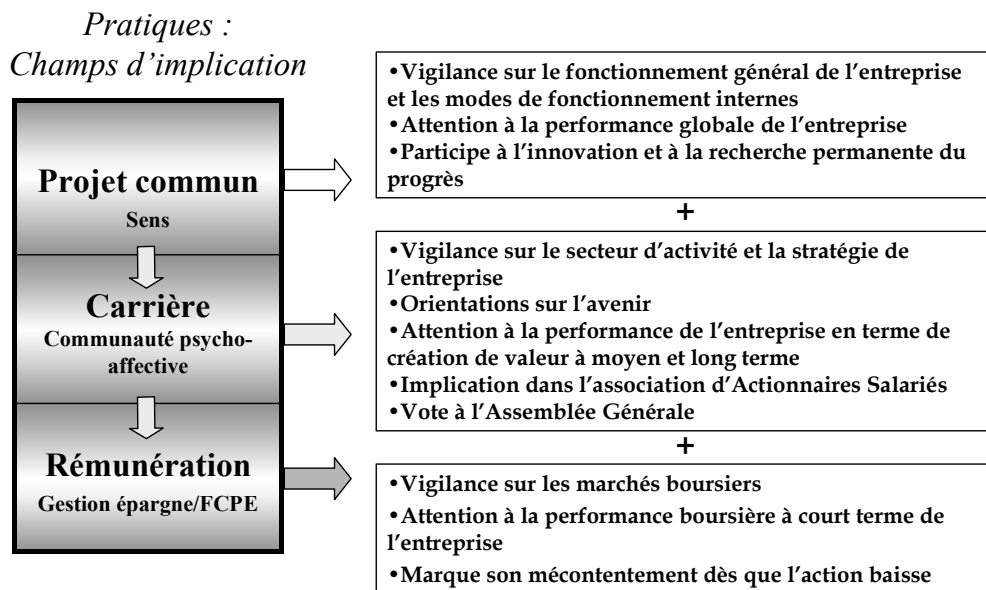 Pratiques :
Champs d’implication
Projet commun
Sens
•Vigilance sur le fonctionnement général de l’entreprise
et les modes de fonctionnement internes
•Attention à la performance globale de l’entreprise
•Participe à l’innovation et à la recherche permanente du
progrès
+
Carrière
Communauté psycho-
affective
•Vigilance sur le secteur d’activité et la stratégie de
l’entreprise
•Orientations sur l’avenir
•Attention à la performance de l’entreprise en terme de
création de valeur à moyen et long terme
•Implication dans l’association d’Actionnaires Salariés
•Vote à l’Assemblée Générale
+
Rémunération
Gestion épargne/FCPE
•Vigilance sur les marchés boursiers
•Attention à la performance boursière à court terme de
l’entreprise
•Marque son mécontentement dès que l’action baisse